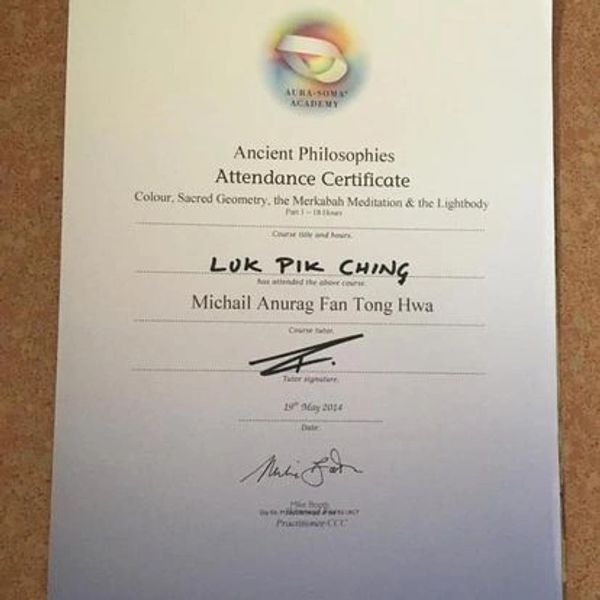 AURA-SOMA®
ACADEMY
Ancient Philosophies
Attendance Certificate
Colour, Sacred Geometry, the Merkabah Meditation & the Lightbody
Part 1 – 18 Hours
Course title and hours.
LUK PIK CHING
has attended the above course.
Michail Anurag Fan Tong Hwa
Course tutor.
Tutor signature.
19th May 2014
Date.
Mike Booth
Practitioner CCC